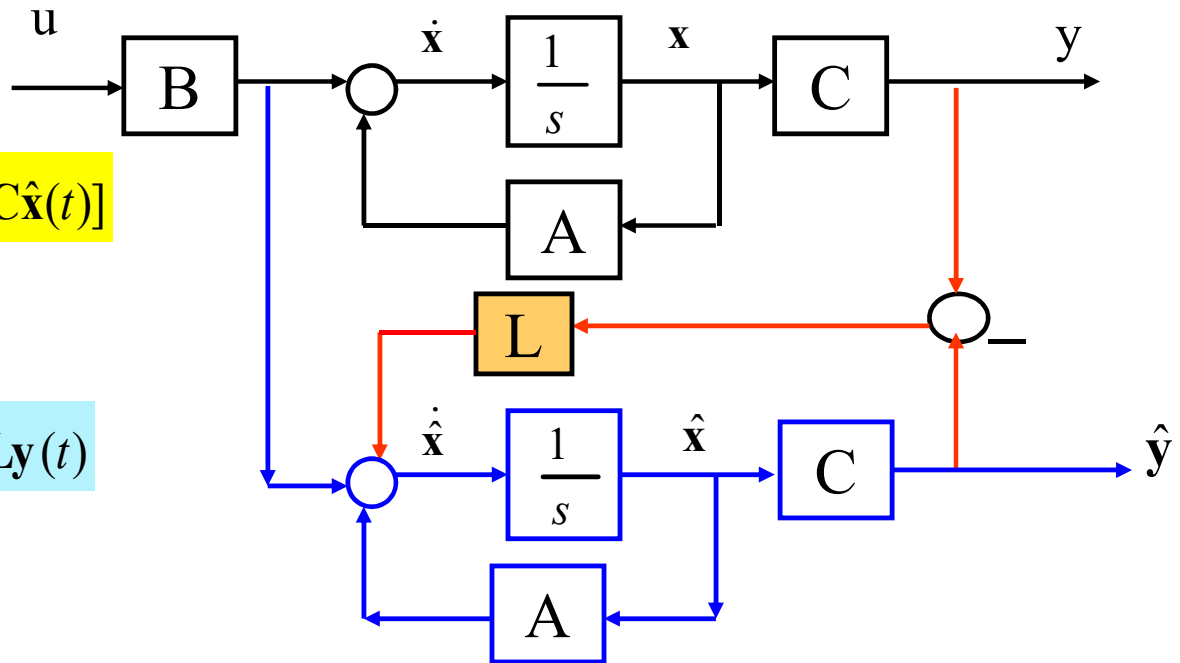 u
B
ẋ
1
s
x
C
y
A
Cx̂(t)]
L
Ly(t)
x̂̇
1
s
x̂
C
ŷ
A
−